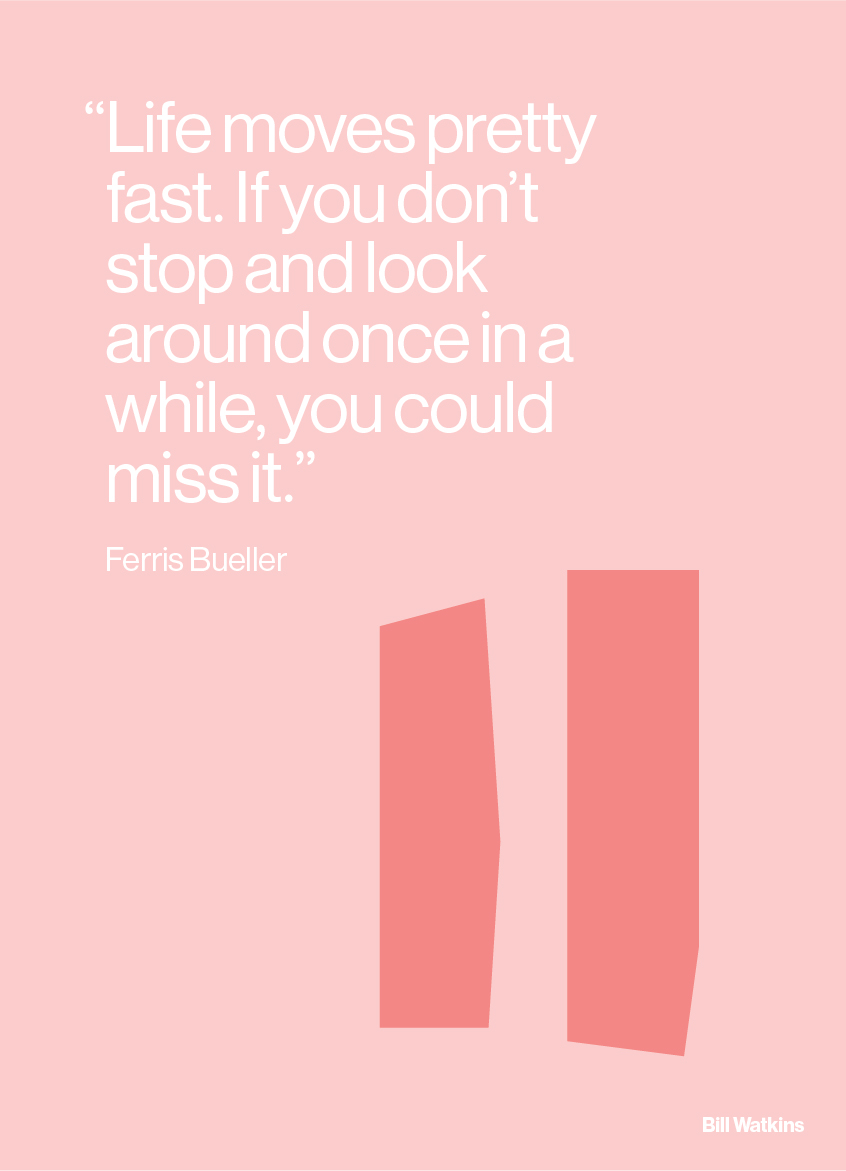 “Life moves pretty
fast. If you don’t
stop and look
around once in a
while, you could
miss it.”
Ferris Bueller
Bill Watkins